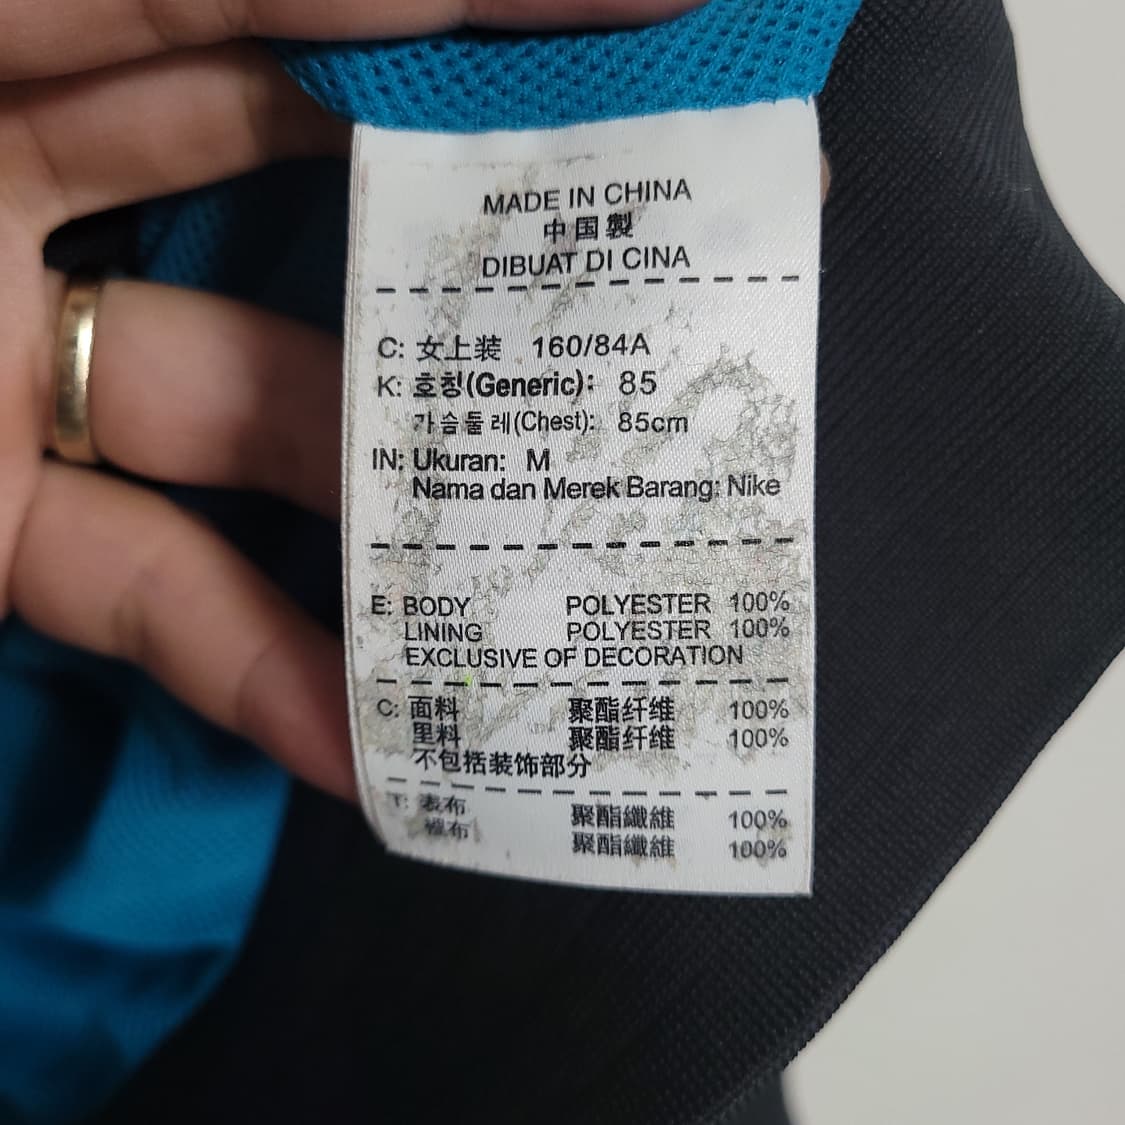 MADE IN CHINA
中国製
DIBUAT DI CINA
C: 女上装 160/84A
K: 호칭(Generic): 85
가슴둘레(Chest): 85cm
IN: Ukuran: M
Nama dan Merek Barang: Nike
E: BODY POLYESTER 100%
LINING POLYESTER 100%
EXCLUSIVE OF DECORATION
C: 面料 聚酯纤维 100%
里料 聚酯纤维 100%
不包括装饰部分
T: 表布 聚酯纖維 100%
裡布 聚酯纖維 100%